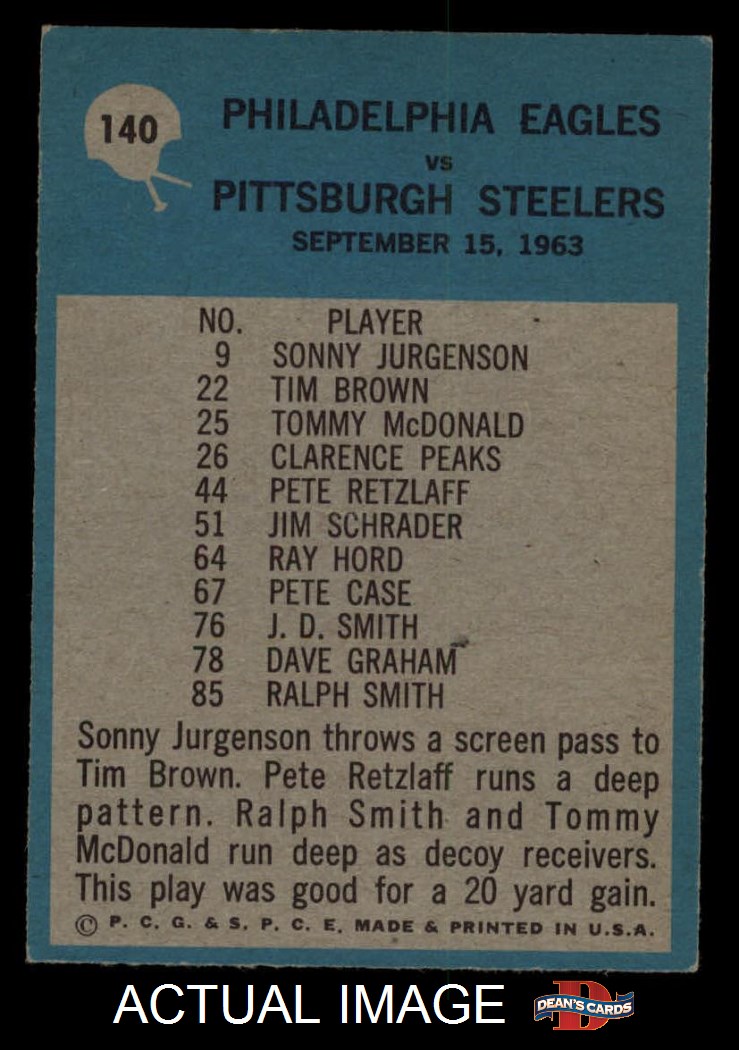 140
PHILADELPHIA EAGLES
VS
PITTSBURGH STEELERS
SEPTEMBER 15, 1963
NO. PLAYER
9 SONNY JURGENSON
22 TIM BROWN
25 TOMMY McDONALD
26 CLARENCE PEAKS
44 PETE RETZLAFF
51 JIM SCHRADER
64 RAY HORD
67 PETE CASE
76 J. D. SMITH
78 DAVE GRAHAM
85 RALPH SMITH
Sonny Jurgenson throws a screen pass to
Tim Brown. Pete Retzlaff runs a deep
pattern. Ralph Smith and Tommy
McDonald run deep as decoy receivers.
This play was good for a 20 yard gain.
© P. C. G. & S. P. C. E. MADE & PRINTED IN U.S.A.
ACTUAL IMAGE
D
DEAN'S CARDS